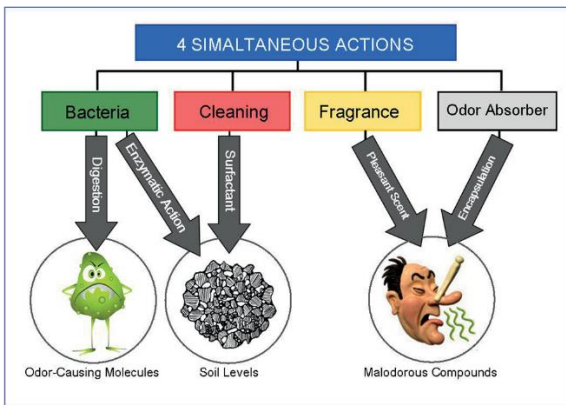 4 SIMALTANEOUS ACTIONS
Bacteria
Cleaning
Fragrance
Odor Absorber
Digestion
Enzymatic Action
Surfactant
Pleasant Scent
Encapsulation
Odor-Causing Molecules
Soil Levels
Malodorous Compounds